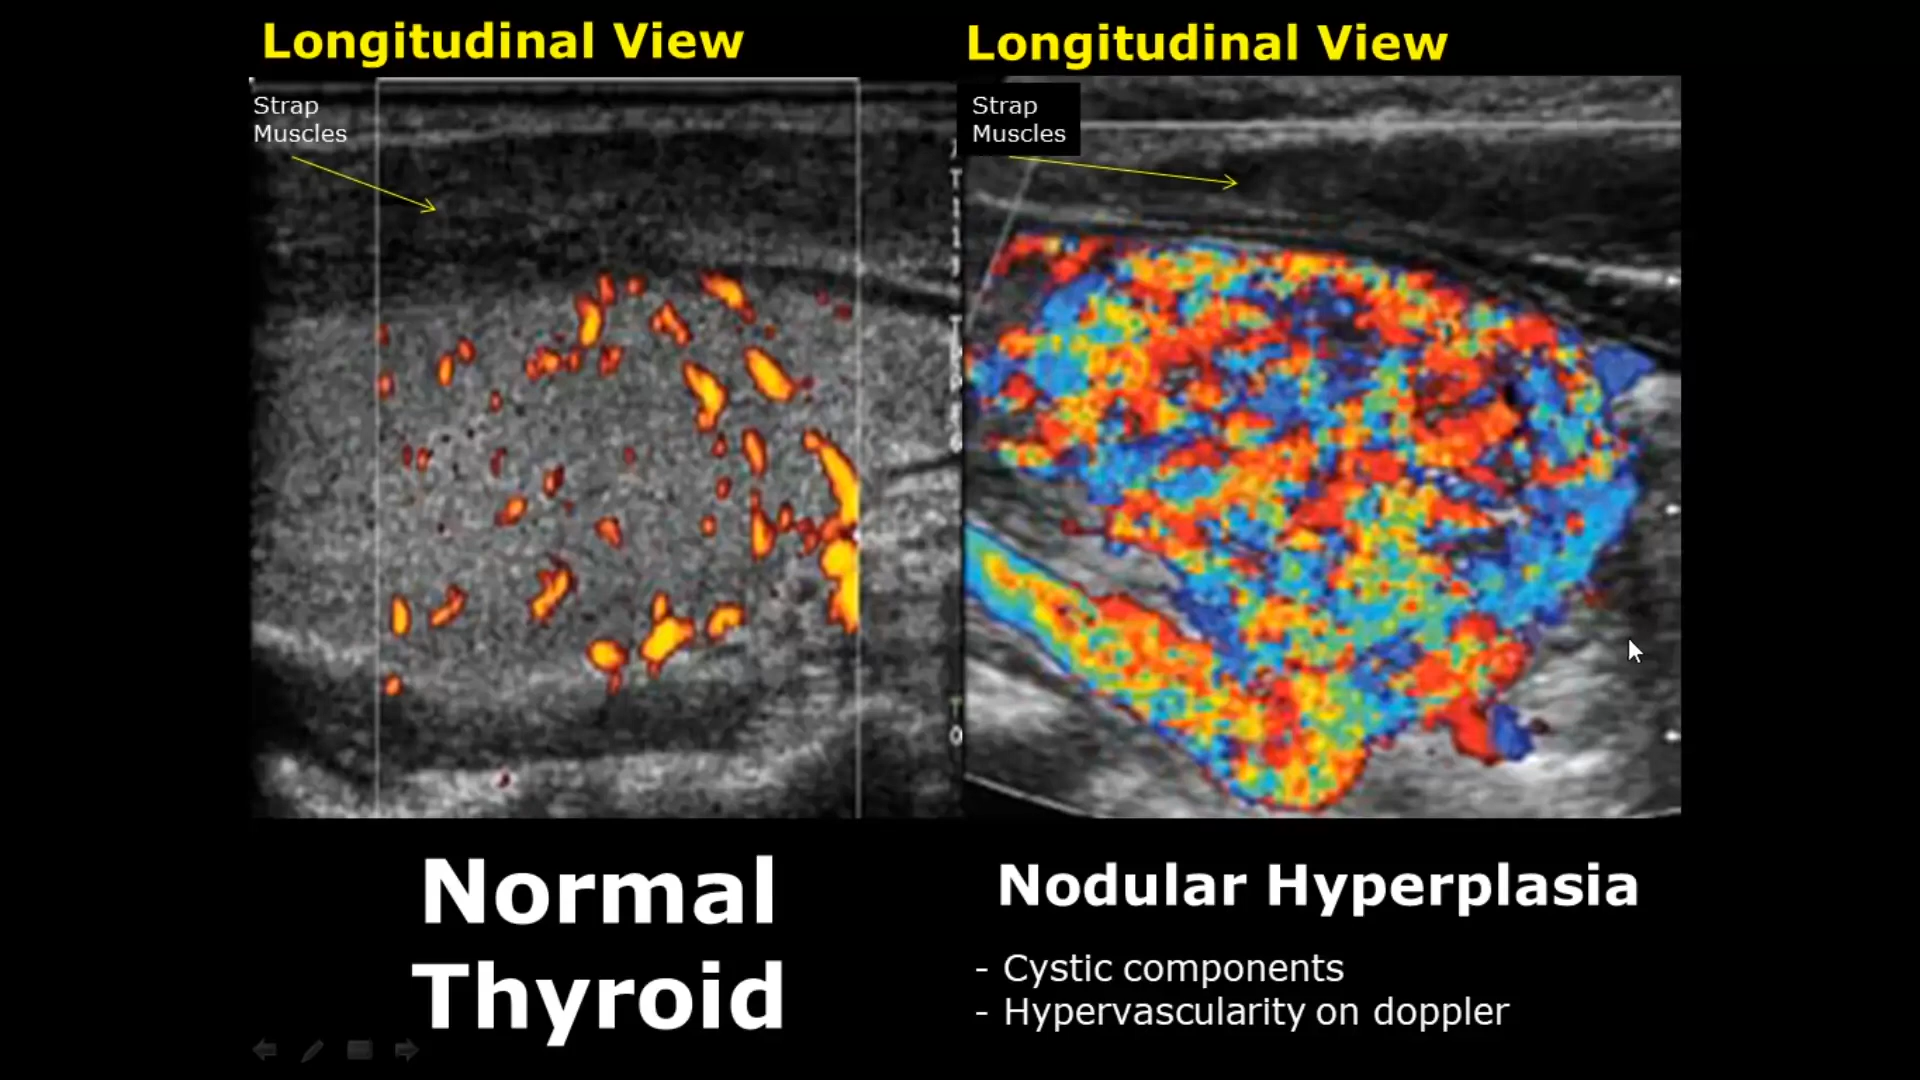 Longitudinal View
Strap
Muscles
Normal
Thyroid
Longitudinal View
Strap
Muscles
Nodular Hyperplasia
- Cystic components
- Hypervascularity on doppler